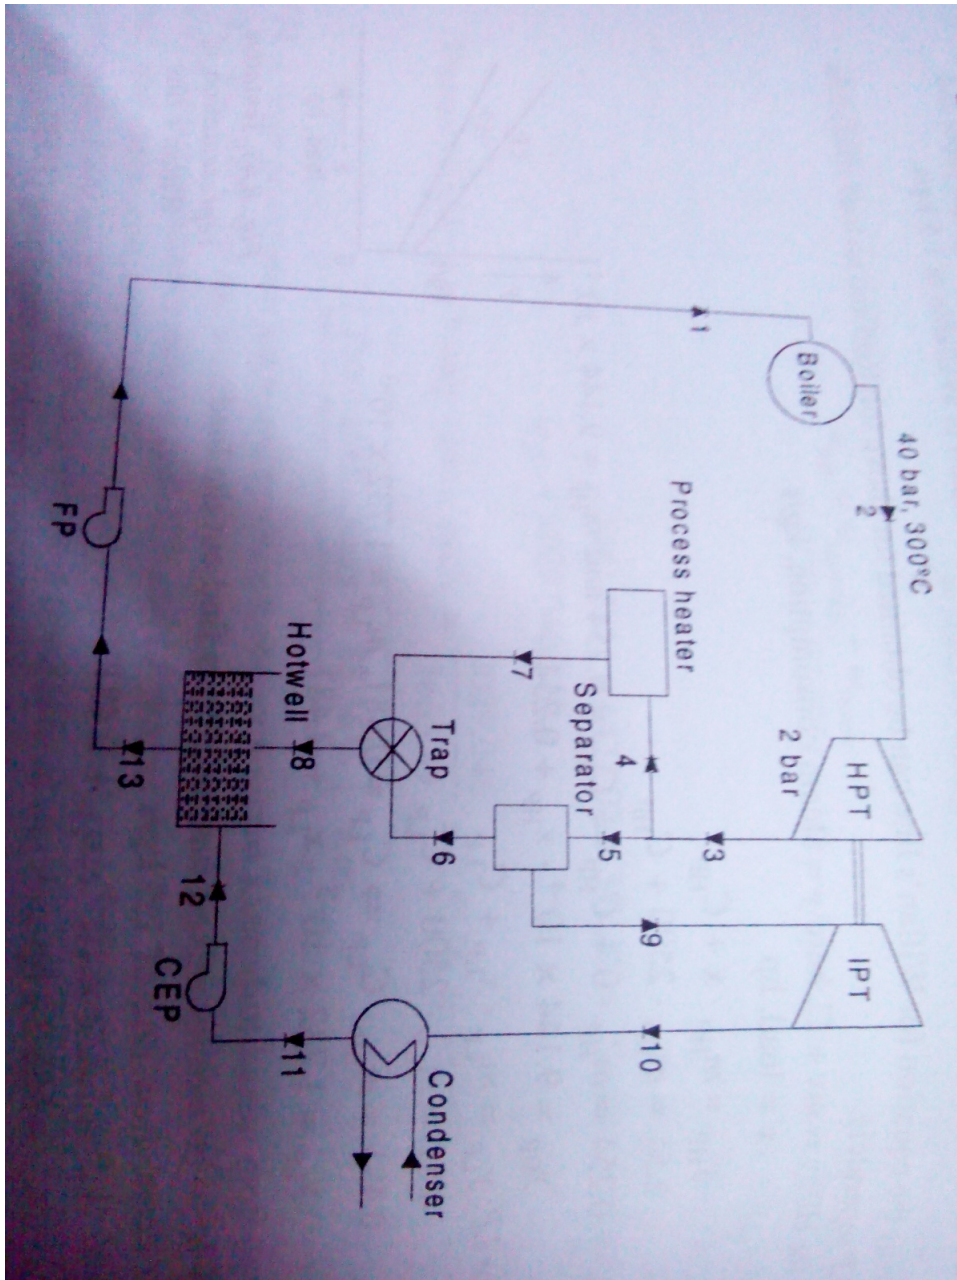 40 bar, 300°C
2
Boiler
1
HPT
IPT
2 bar
Process heater
3
4
Separator
5
9
10
7
6
Trap
Condenser
8
11
Hotwell
12
CEP
13
FP